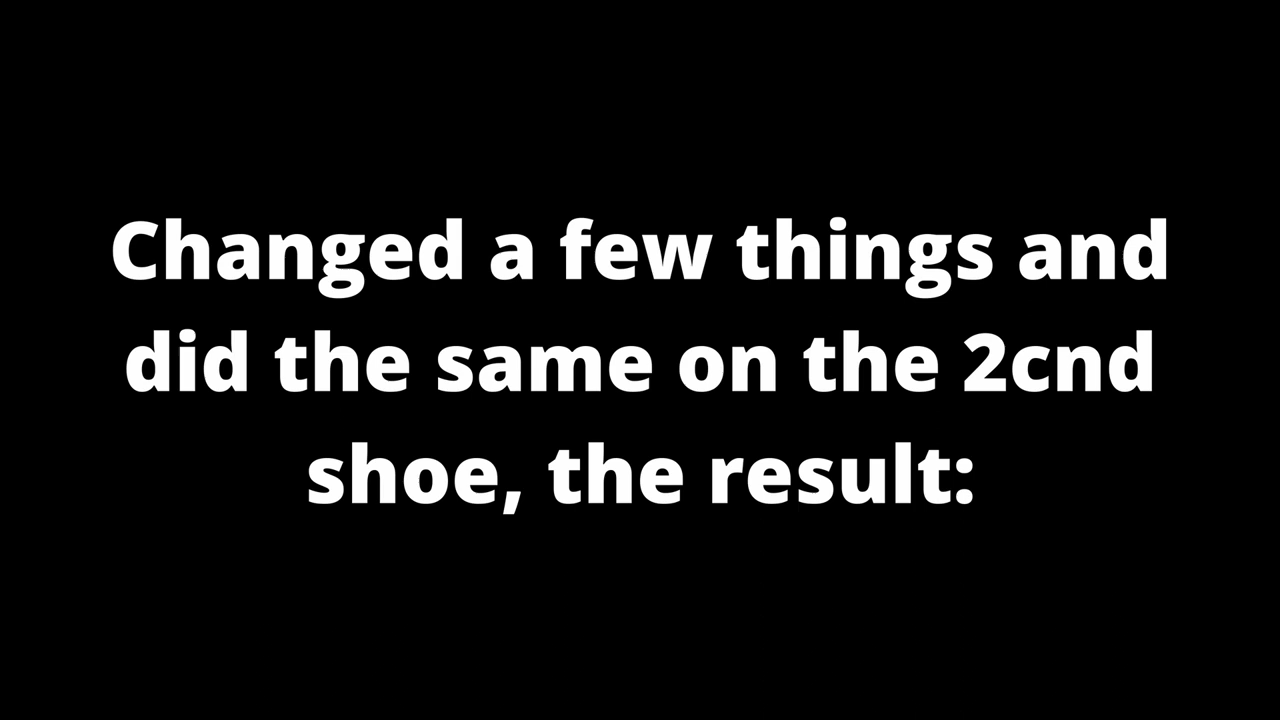 Changed a few things and
did the same on the 2cnd
shoe, the result: